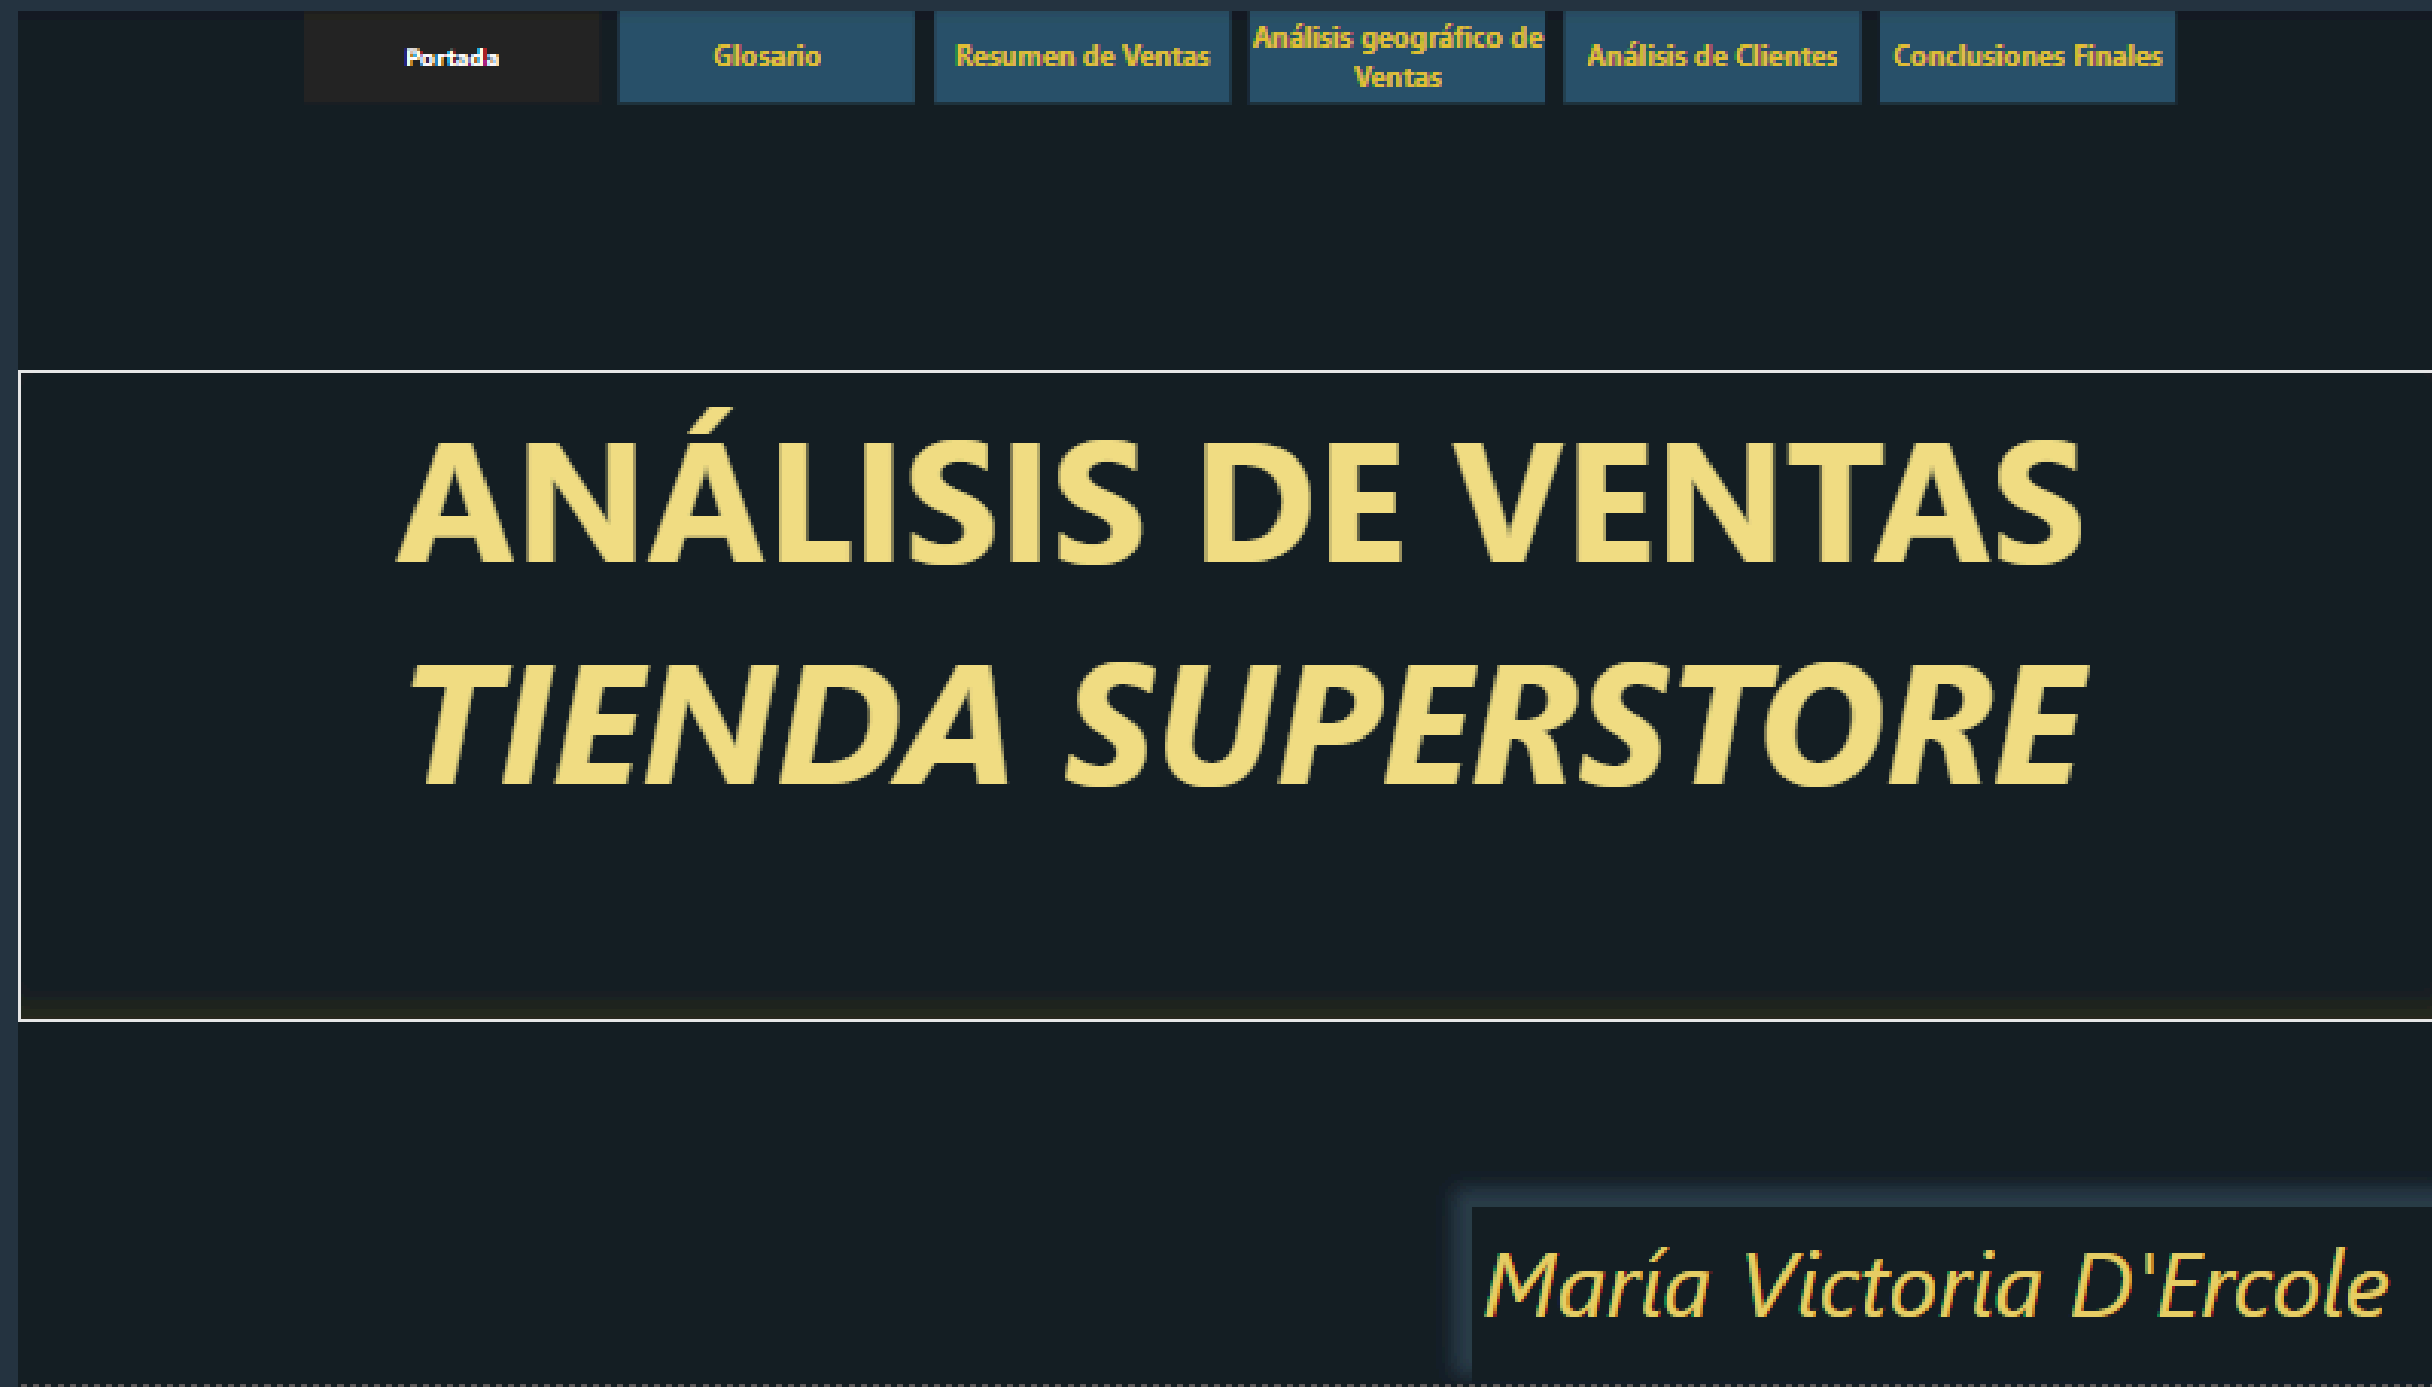 Portada
Glosario
Resumen de Ventas
Análisis geográfico de
Ventas
Análisis de Clientes
Conclusiones Finales
ANÁLISIS DE VENTAS
TIENDA SUPERSTORE
María Victoria D'Ercole